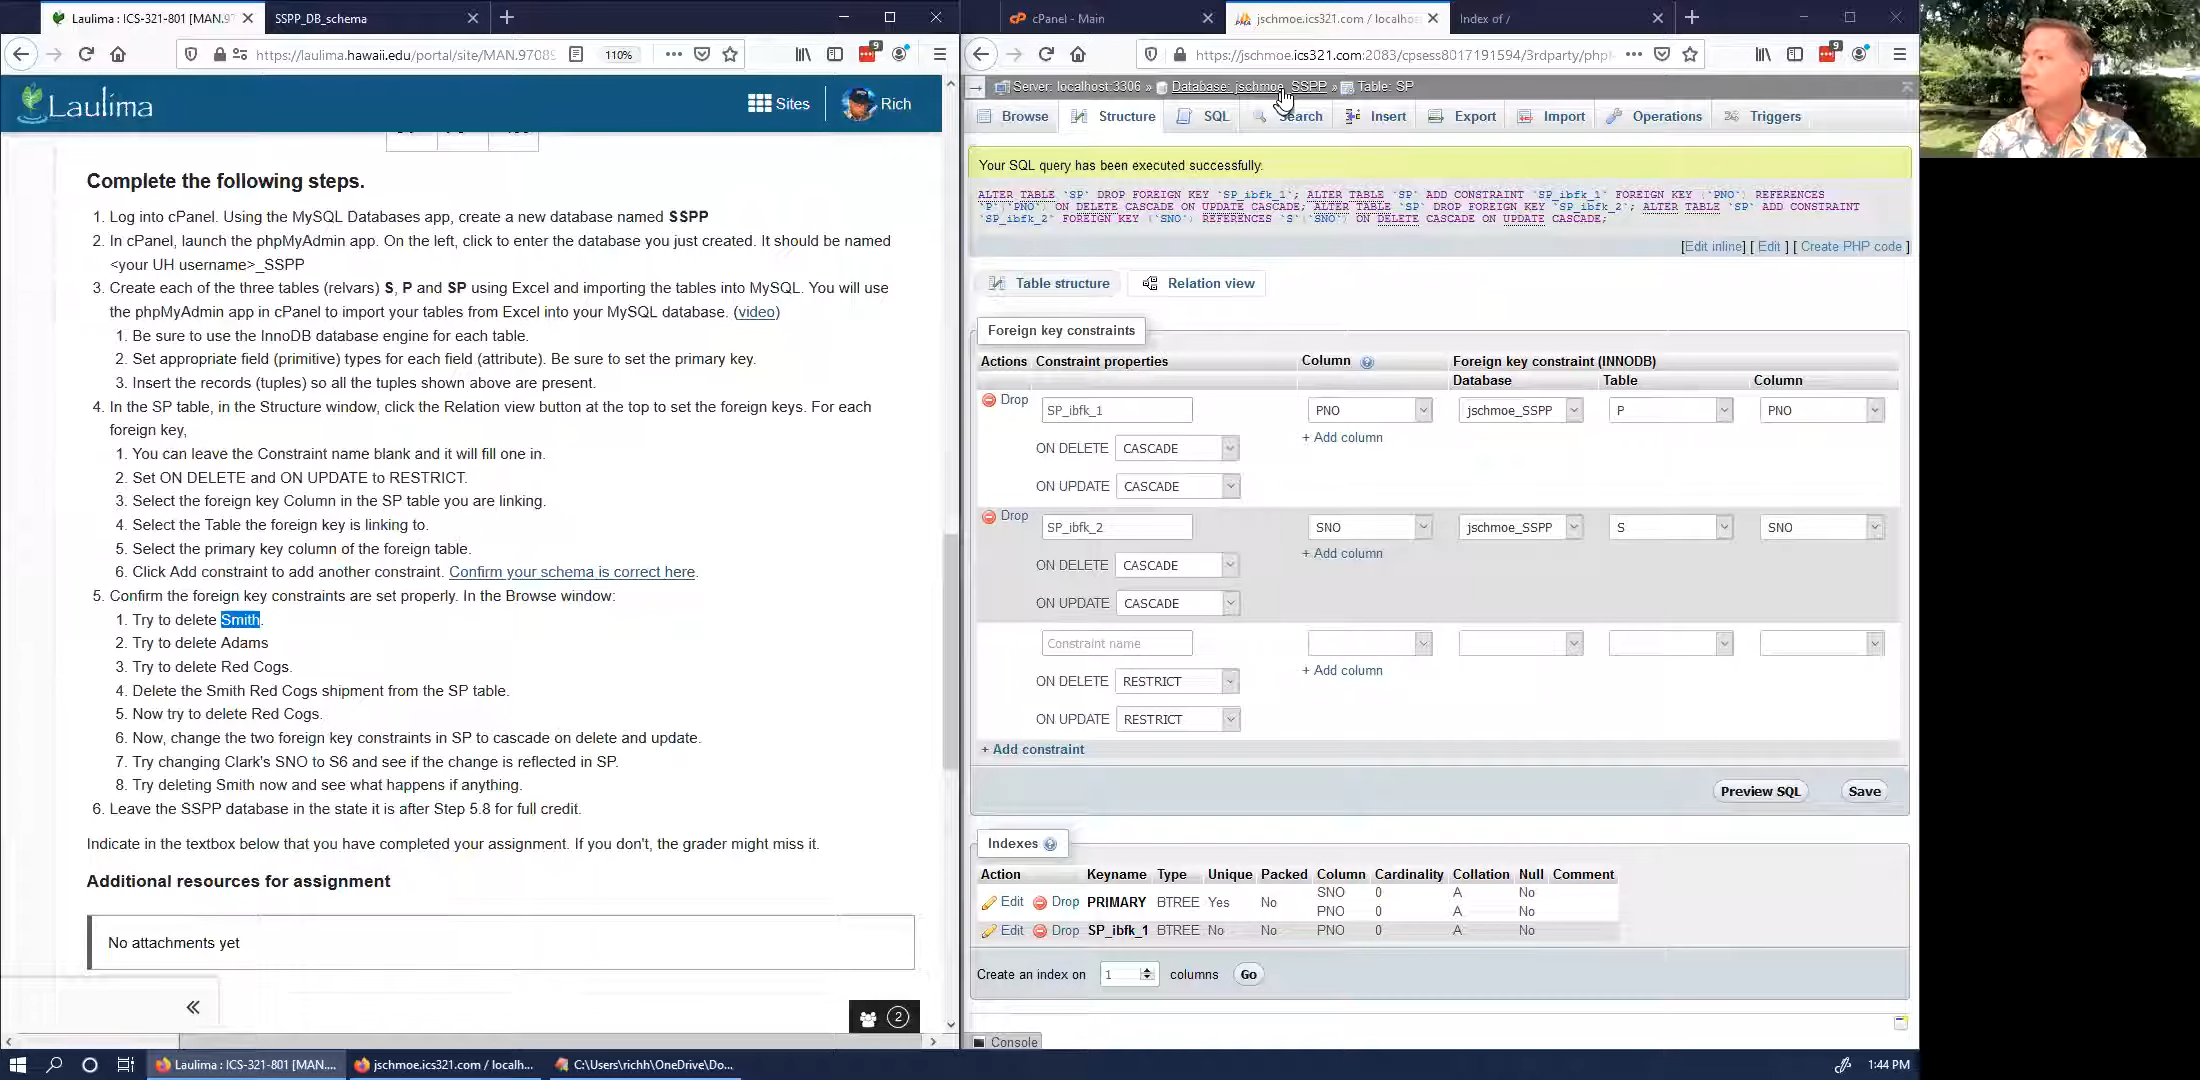 Laulima : ICS-321-801 [MAN.97
SSPP_DB_schema
https://laulima.hawaii.edu/portal/site/MAN.97089
110%
9
Laulima
Sites
Rich
Complete the following steps.
1. Log into cPanel. Using the MySQL Databases app, create a new database named SSPP
2. In cPanel, launch the phpMyAdmin app. On the left, click to enter the database you just created. It should be named
<your UH username>_SSPP
3. Create each of the three tables (relvars) S, P and SP using Excel and importing the tables into MySQL. You will use
the phpMyAdmin app in cPanel to import your tables from Excel into your MySQL database. (video)
1. Be sure to use the InnoDB database engine for each table.
2. Set appropriate field (primitive) types for each field (attribute). Be sure to set the primary key.
3. Insert the records (tuples) so all the tuples shown above are present.
4. In the SP table, in the Structure window, click the Relation view button at the top to set the foreign keys. For each
foreign key,
1. You can leave the Constraint name blank and it will fill one in.
2. Set ON DELETE and ON UPDATE to RESTRICT.
3. Select the foreign key Column in the SP table you are linking.
4. Select the Table the foreign key is linking to.
5. Select the primary key column of the foreign table.
6. Click Add constraint to add another constraint. Confirm your schema is correct here.
5. Confirm the foreign key constraints are set properly. In the Browse window:
1. Try to delete Smith.
2. Try to delete Adams
3. Try to delete Red Cogs.
4. Delete the Smith Red Cogs shipment from the SP table.
5. Now try to delete Red Cogs.
6. Now, change the two foreign key constraints in SP to cascade on delete and update.
7. Try changing Clark's SNO to S6 and see if the change is reflected in SP.
8. Try deleting Smith now and see what happens if anything.
6. Leave the SSPP database in the state it is after Step 5.8 for full credit.
Indicate in the textbox below that you have completed your assignment. If you don't, the grader might miss it.
Additional resources for assignment
No attachments yet
«
2
cPanel - Main
jschmoe.ics321.com / localhos
Index of /
https://jschmoe.ics321.com:2083/cpsess8017191594/3rdparty/phpM
9
Server: localhost:3306 » Database: jschmoe_SSPP » Table: SP
Browse Structure SQL Search Insert Export Import Operations Triggers
Your SQL query has been executed successfully.
ALTER TABLE `SP` DROP FOREIGN KEY `SP_ibfk_1`; ALTER TABLE `SP` ADD CONSTRAINT `SP_ibfk_1` FOREIGN KEY (`PNO`) REFERENCES
`P`(`PNO`) ON DELETE CASCADE ON UPDATE CASCADE; ALTER TABLE `SP` DROP FOREIGN KEY `SP_ibfk_2`; ALTER TABLE `SP` ADD CONSTRAINT
`SP_ibfk_2` FOREIGN KEY (`SNO`) REFERENCES `S`(`SNO`) ON DELETE CASCADE ON UPDATE CASCADE;
[Edit inline] [ Edit ] [ Create PHP code ]
Table structure Relation view
Foreign key constraints
Actions Constraint properties Column Foreign key constraint (INNODB)
Database Table Column
Drop SP_ibfk_1 PNO jschmoe_SSPP P PNO
+ Add column
ON DELETE CASCADE
ON UPDATE CASCADE
Drop SP_ibfk_2 SNO jschmoe_SSPP S SNO
+ Add column
ON DELETE CASCADE
ON UPDATE CASCADE
Constraint name
+ Add column
ON DELETE RESTRICT
ON UPDATE RESTRICT
+ Add constraint
Preview SQL Save
Indexes
Action Keyname Type Unique Packed Column Cardinality Collation Null Comment
Edit Drop PRIMARY BTREE Yes No SNO 0 A No
PNO 0 A No
Edit Drop SP_ibfk_1 BTREE No No PNO 0 A No
Create an index on 1 columns Go
Console
Laulima : ICS-321-801 [MAN....
jschmoe.ics321.com / localh...
C:\Users\richh\OneDrive\Do...
1:44 PM